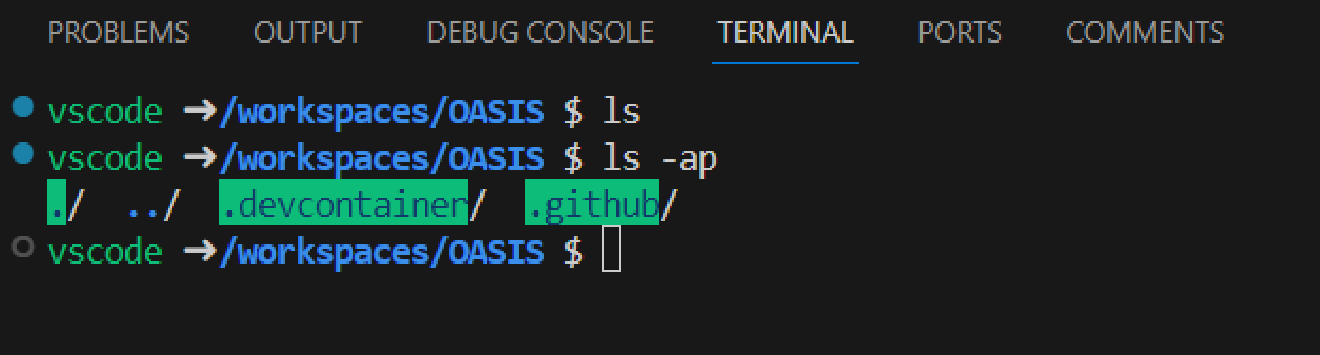 PROBLEMS OUTPUT DEBUG CONSOLE TERMINAL PORTS COMMENTS
vscode ➜/workspaces/OASIS $ ls
vscode ➜/workspaces/OASIS $ ls -ap
./ ../ .devcontainer/ .github/
vscode ➜/workspaces/OASIS $